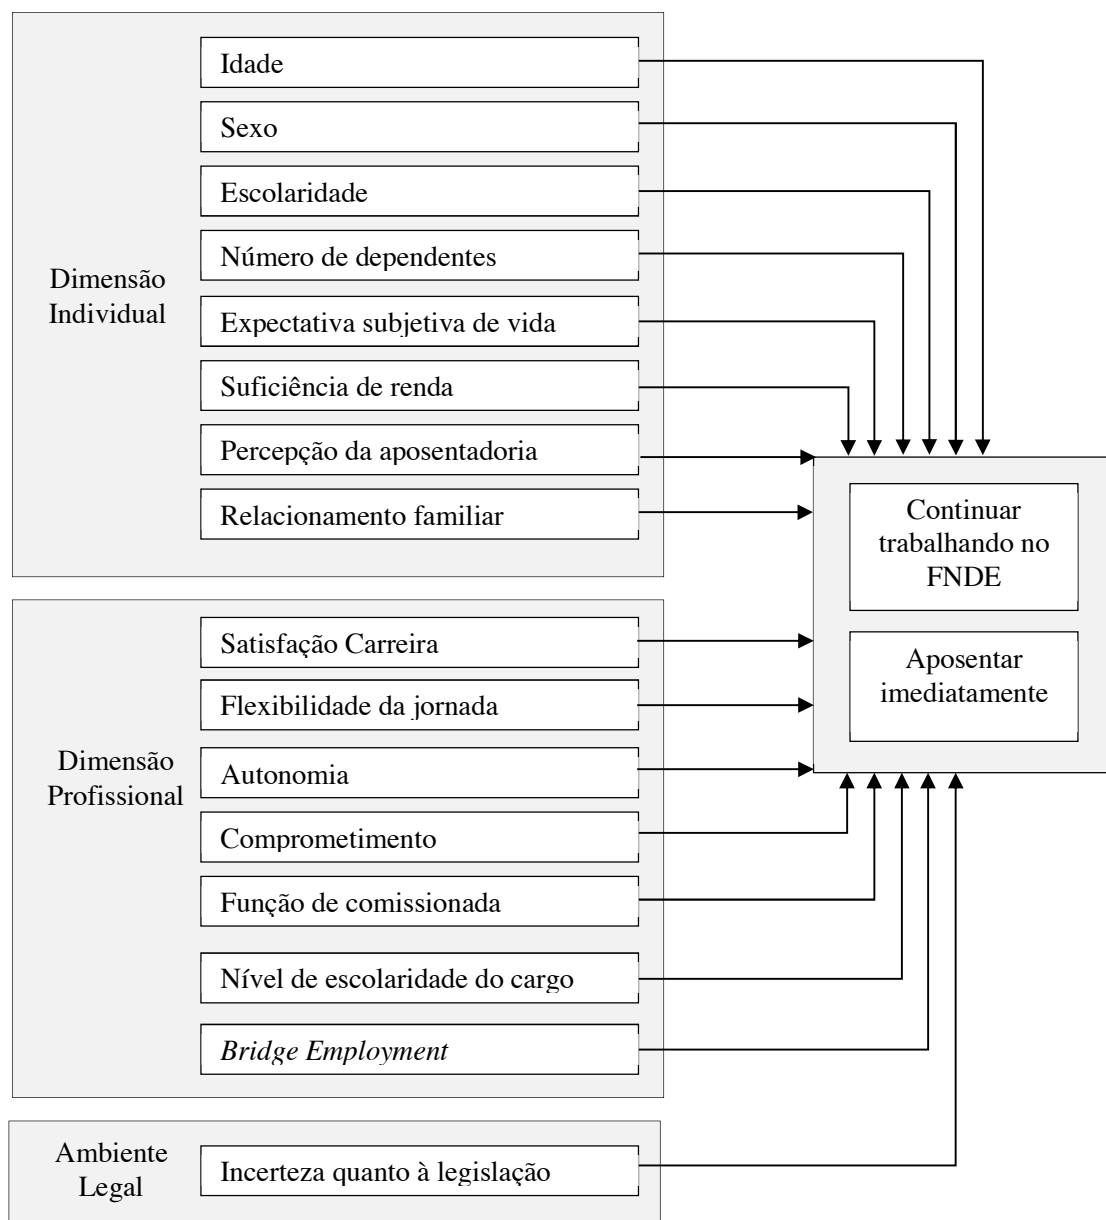 Idade
Sexo
Escolaridade
Número de dependentes
Dimensão
Individual
Expectativa subjetiva de vida
Suficiência de renda
Percepção da aposentadoria
Relacionamento familiar
Continuar
trabalhando no
FNDE
Aposentar
imediatamente
Satisfação Carreira
Flexibilidade da jornada
Dimensão
Profissional
Autonomia
Comprometimento
Função de comissionada
Nível de escolaridade do cargo
Bridge Employment
Ambiente
Legal
Incerteza quanto à legislação